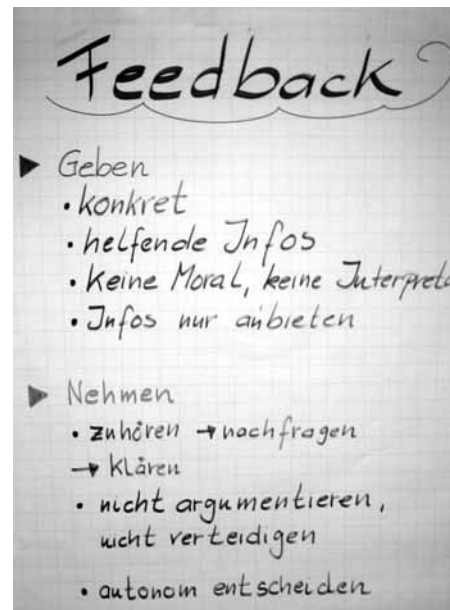 Feedback
▶ Geben
• konkret
• helfende Infos
• Keine Moral, keine Interpreta
• Infos nur anbieten
▶ Nehmen
• zuhören → nachfragen
→ klären
• nicht argumentieren,
nicht verteidigen
• autonom entscheiden